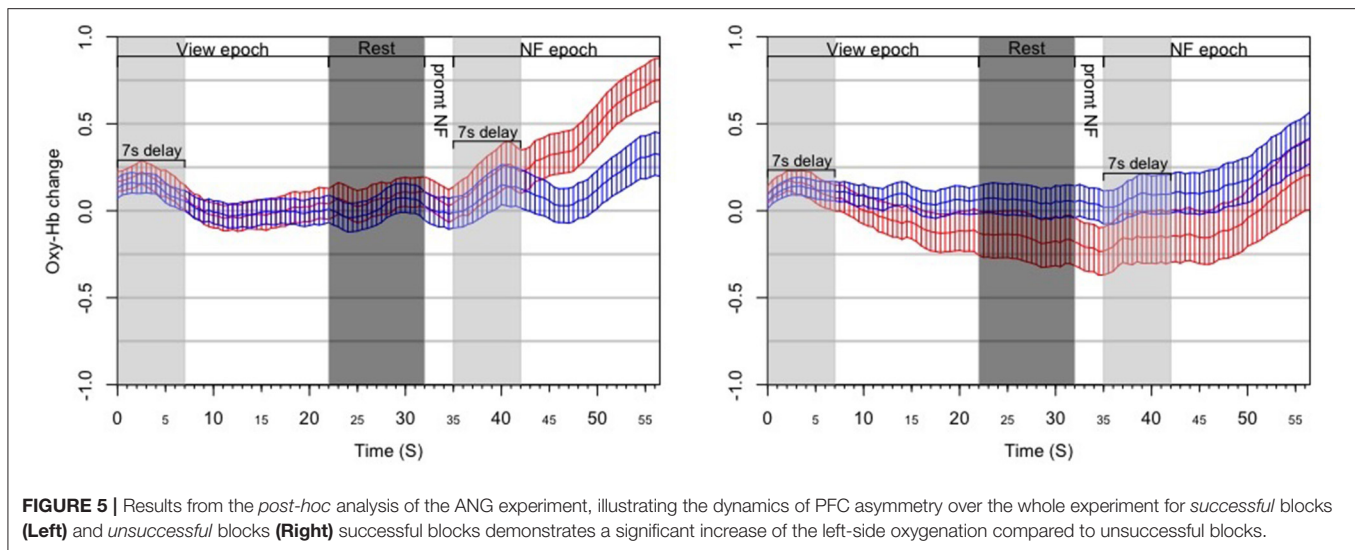 1.0
0.5
0.0
-0.5
-1.0
Oxy-Hb change
View epoch
Rest
promt NF
NF epoch
7s delay
7s delay
0 5 10 15 20 25 30 35 40 45 50 55
Time (S)
1.0
0.5
0.0
-0.5
-1.0
View epoch
Rest
promt NF
NF epoch
7s delay
7s delay
0 5 10 15 20 25 30 35 40 45 50 55
Time (S)
FIGURE 5 | Results from the post-hoc analysis of the ANG experiment, illustrating the dynamics of PFC asymmetry over the whole experiment for successful blocks
(Left) and unsuccessful blocks (Right) successful blocks demonstrates a significant increase of the left-side oxygenation compared to unsuccessful blocks.